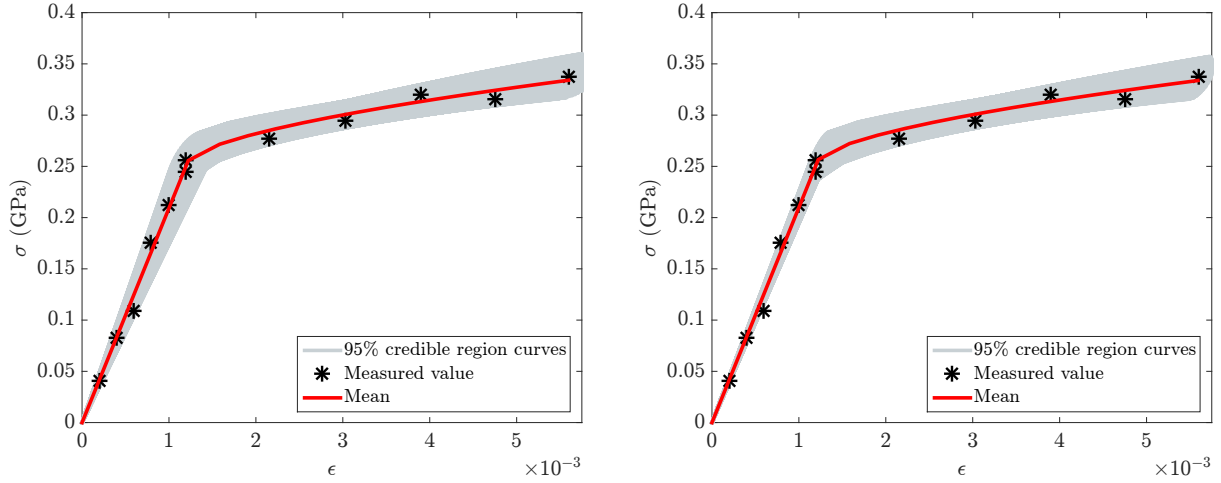 0.4
0.35
0.3
0.25
0.2
0.15
0.1
0.05
0
σ (GPa)
95% credible region curves
Measured value
Mean
0 1 2 3 4 5
ϵ ×10⁻³
0.4
0.35
0.3
0.25
0.2
0.15
0.1
0.05
0
σ (GPa)
95% credible region curves
Measured value
Mean
0 1 2 3 4 5
ϵ ×10⁻³